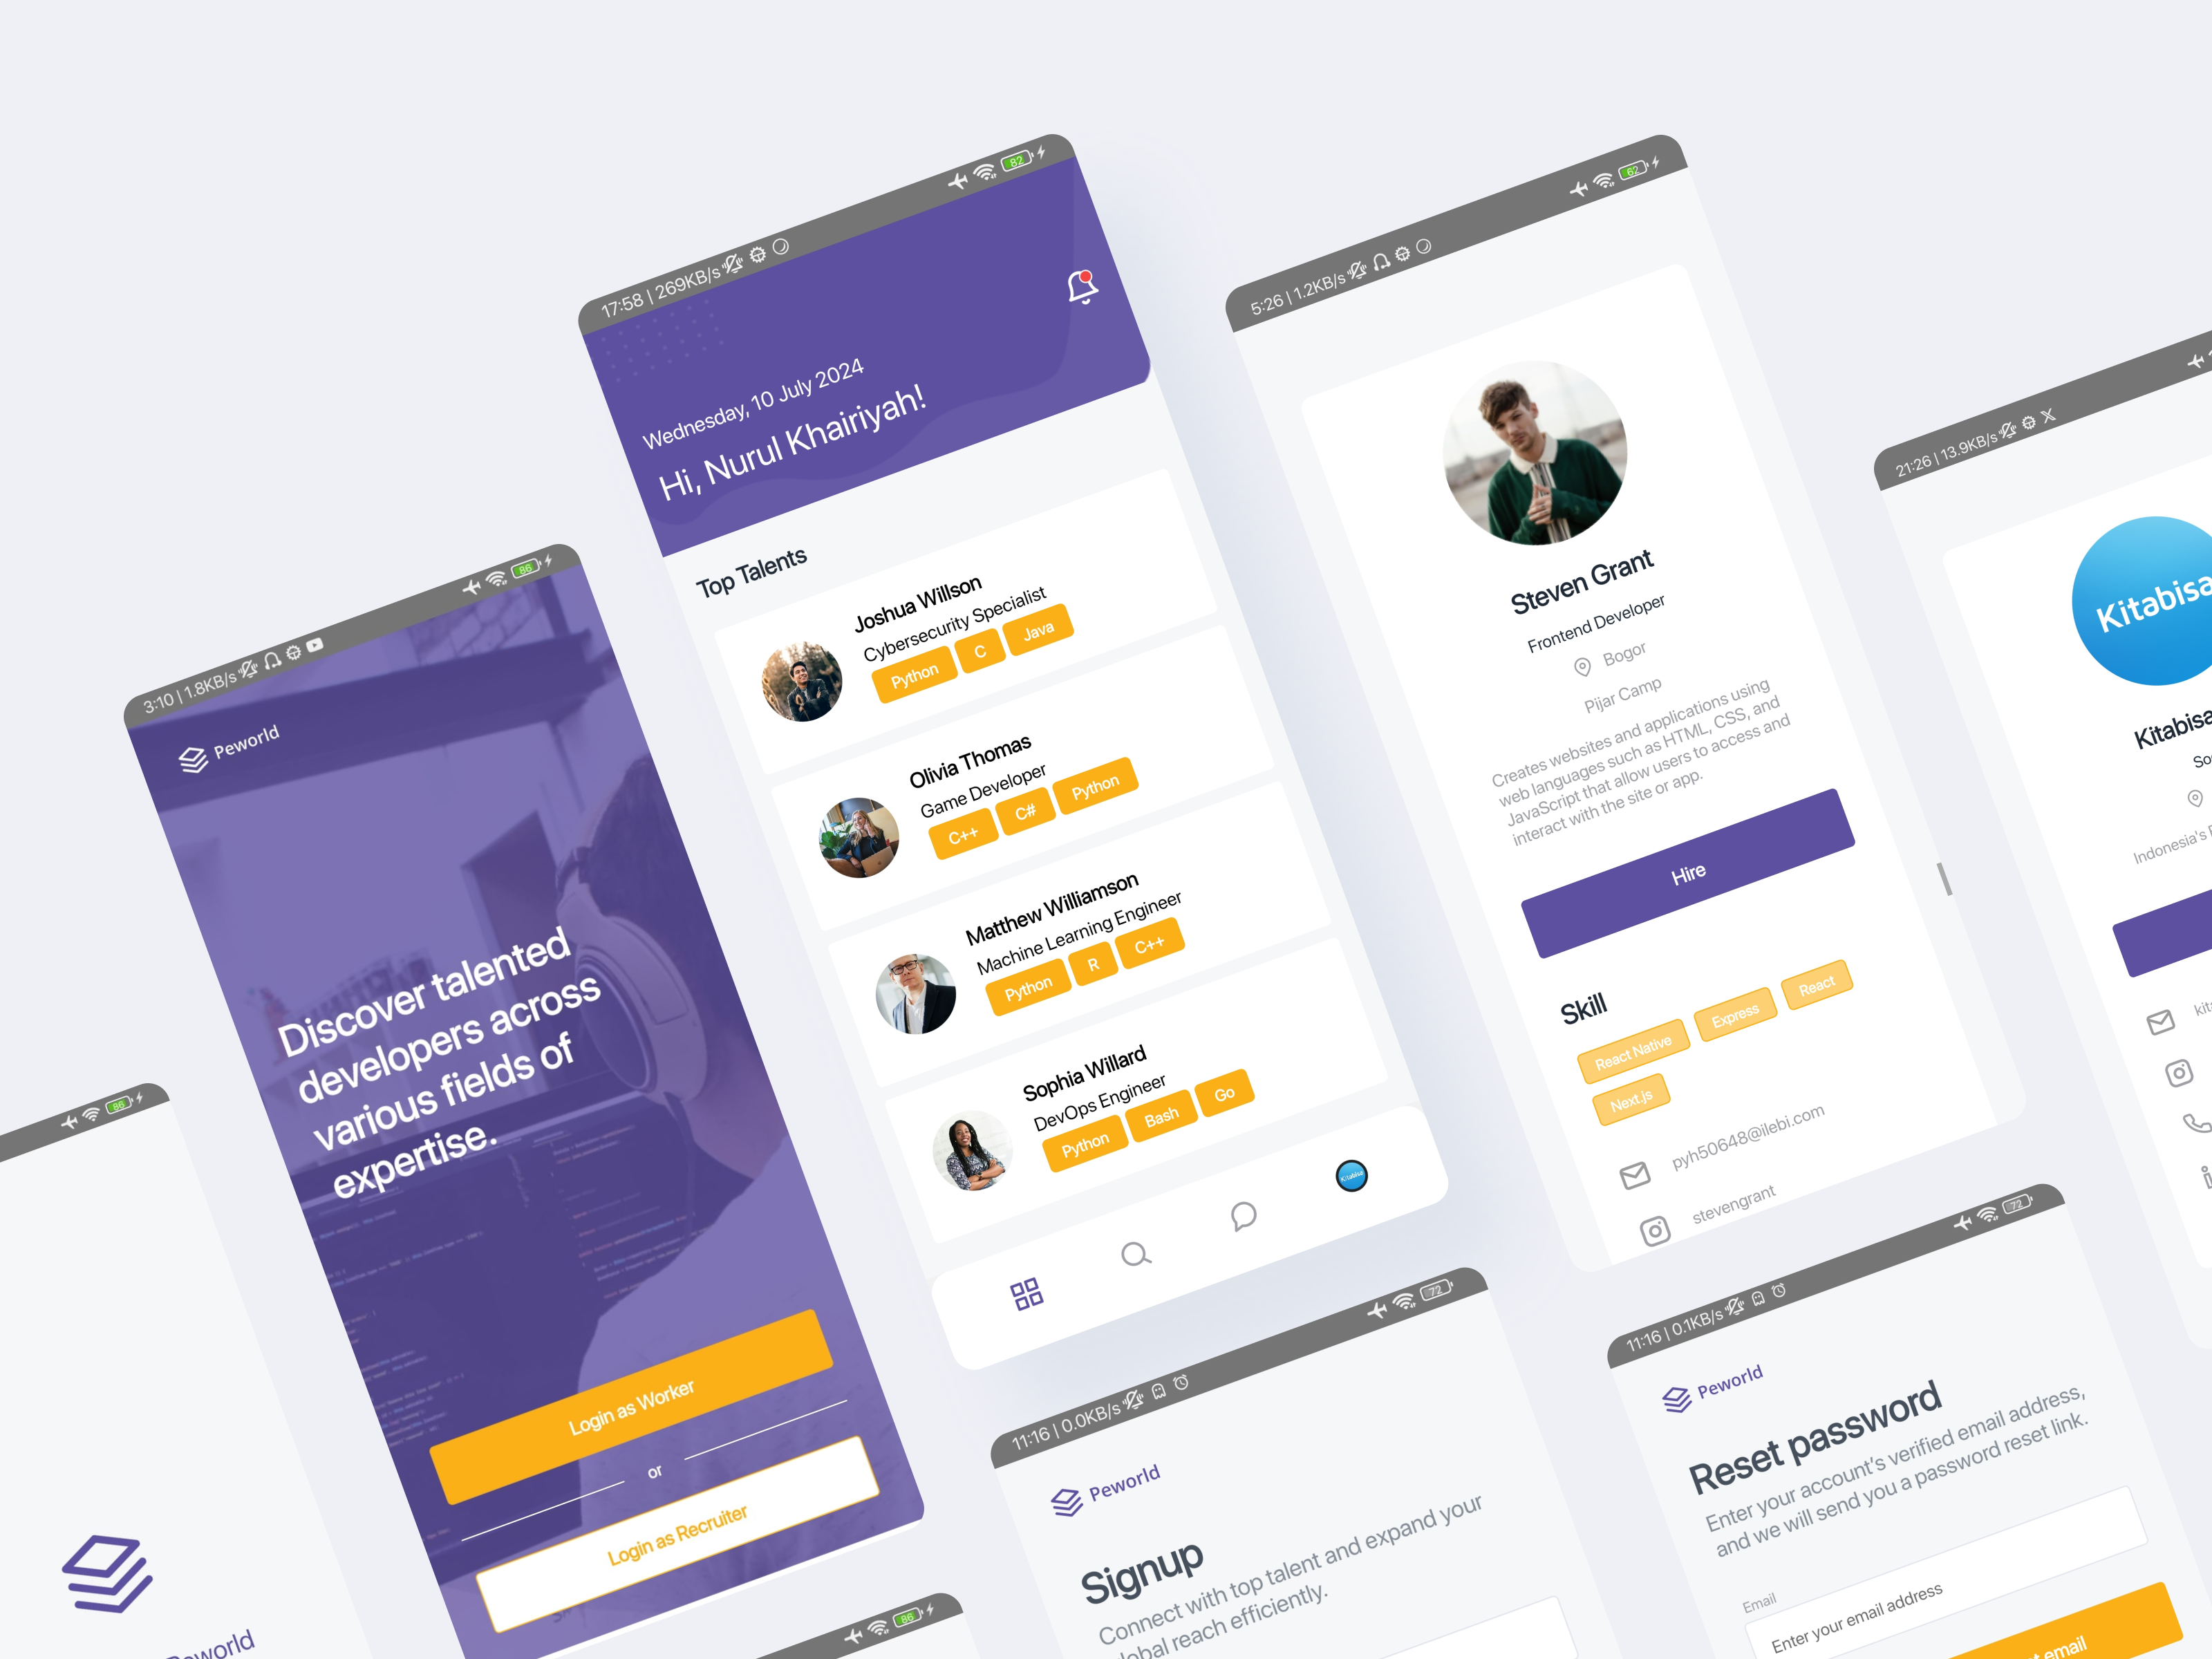 86
Peworld
3:10 | 1.8KB/s
86
Peworld
Discover talented
developers across
various fields of
expertise.
Login as Worker
or
Login as Recruiter
86
17:58 | 269KB/s
82
Wednesday, 10 July 2024
Hi, Nurul Khairiyah!
Top Talents
Joshua Willson
Cybersecurity Specialist
Python
C
Java
Olivia Thomas
Game Developer
C++
C#
Python
Matthew Williamson
Machine Learning Engineer
Python
R
C++
Sophia Willard
DevOps Engineer
Python
Bash
Go
Kitabisa
5:26 | 1.2KB/s
62
Steven Grant
Frontend Developer
Bogor
Pijar Camp
Creates websites and applications using
web languages such as HTML, CSS, and
JavaScript that allow users to access and
interact with the site or app.
Hire
Skill
React Native
Express
React
Next.js
pyh50648@ilebi.com
stevengrant
21:26 | 13.9KB/s
Kitabisa
Kitabisa
Indonesia's
11:16 | 0.0KB/s
72
Peworld
Signup
Connect with top talent and expand your
global reach efficiently.
11:16 | 0.1KB/s
72
Peworld
Reset password
Enter your account's verified email address,
and we will send you a password reset link.
Email
Enter your email address
email